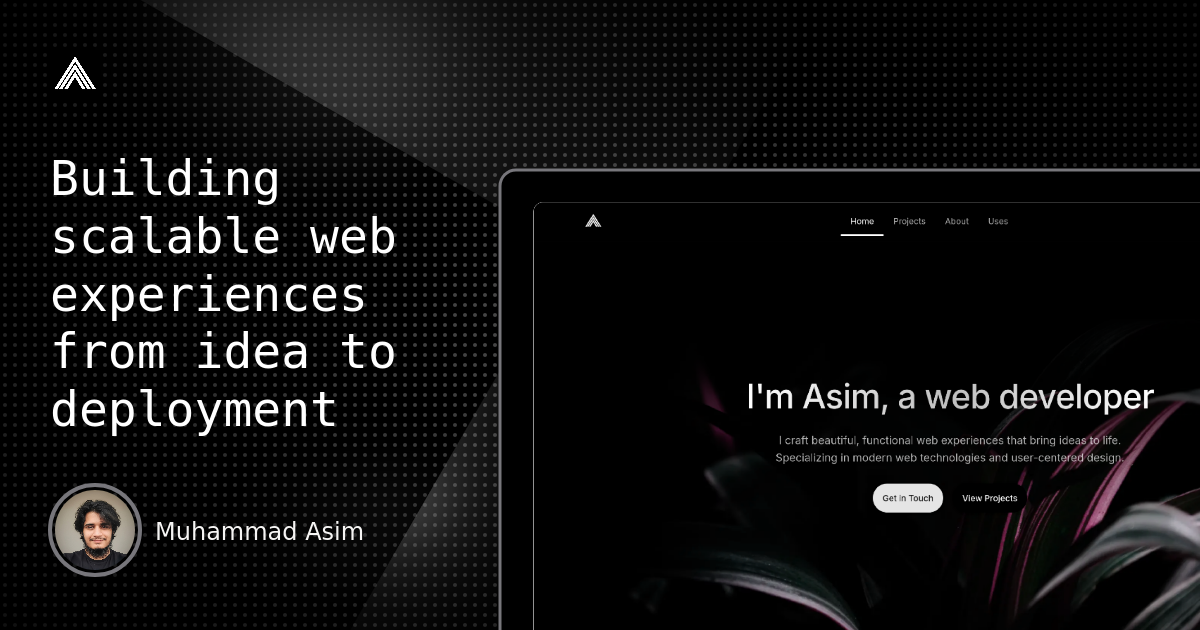 Building
scalable web
experiences
from idea to
deployment
Muhammad Asim
Home Projects About Uses
I'm Asim, a web developer
I craft beautiful, functional web experiences that bring ideas to life.
Specializing in modern web technologies and user-centered design.
Get in Touch View Projects